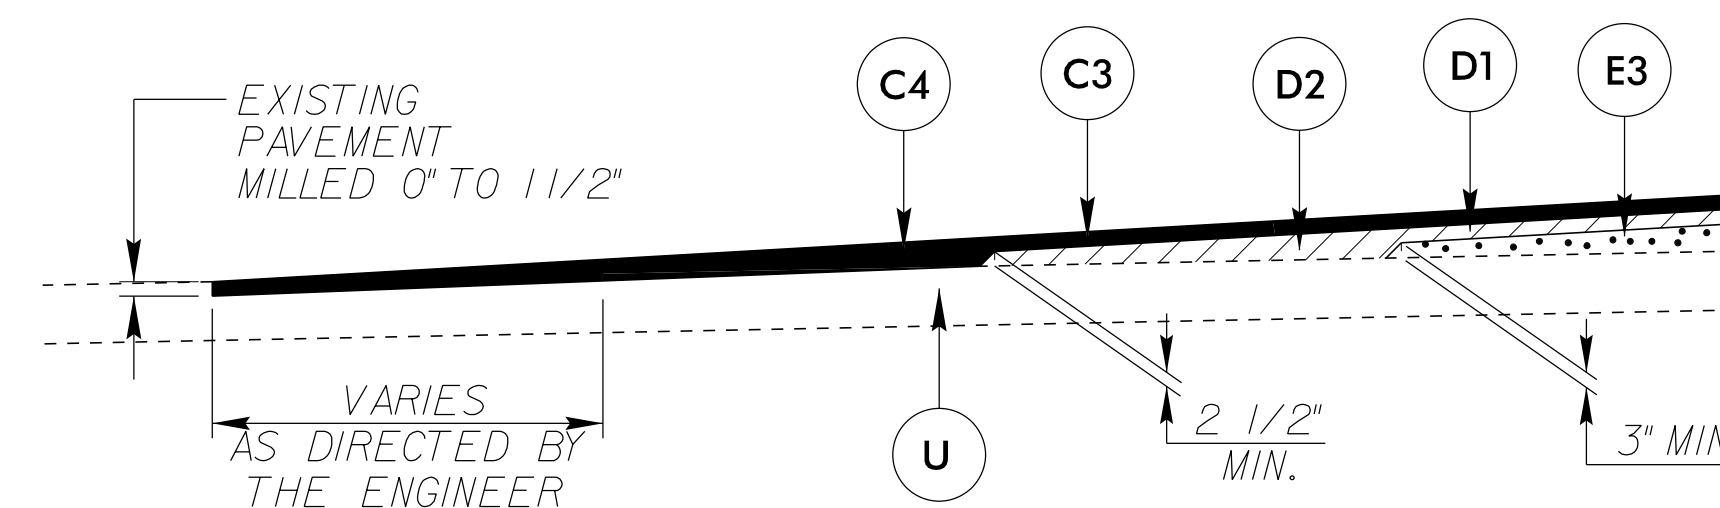 EXISTING
PAVEMENT
MILLED 0" TO 1 1/2"
C4
C3
D2
D1
E3
VARIES
AS DIRECTED BY
THE ENGINEER
U
2 1/2"
MIN.
3"